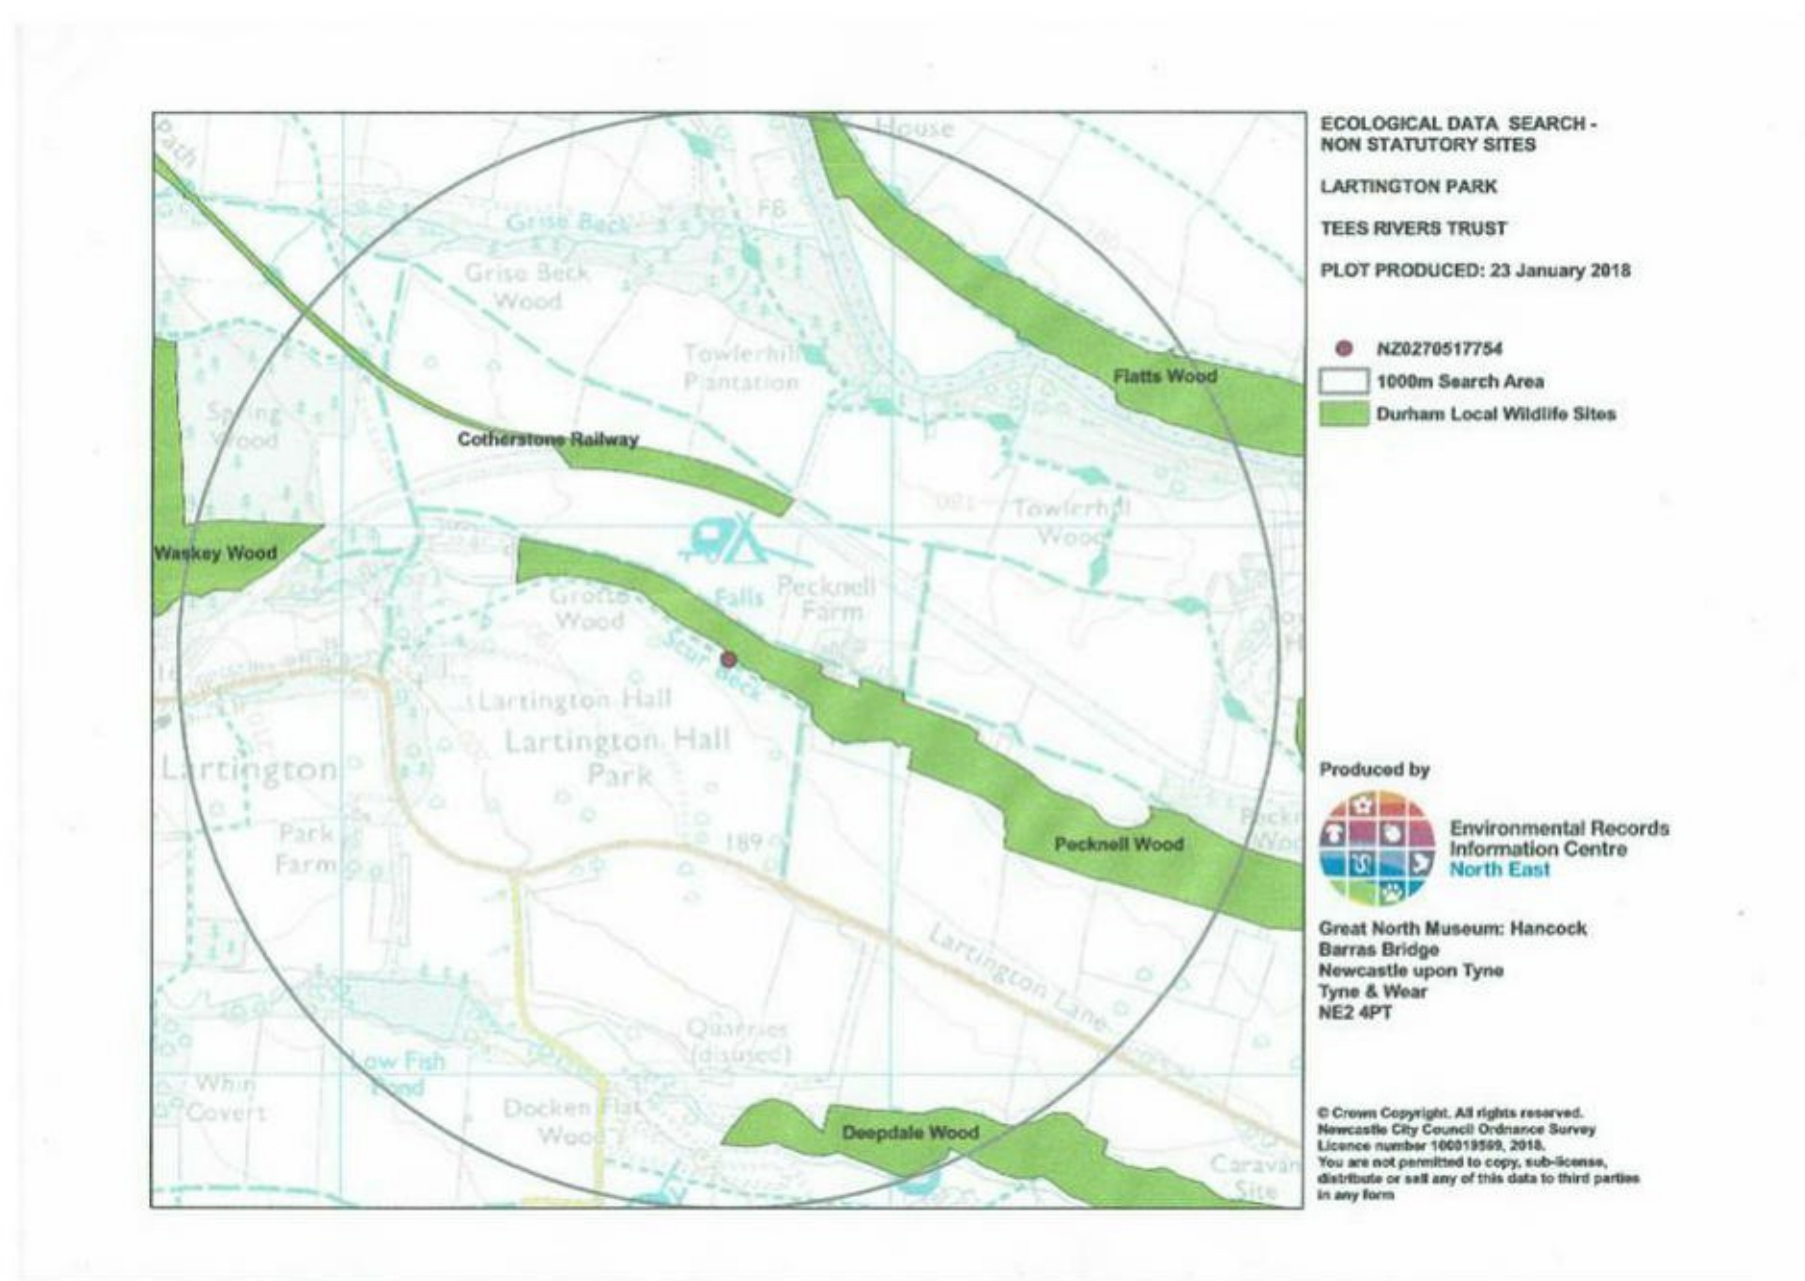 Path
House
Grise Beck
FB
Grise Beck
Wood
Towlerhill
Plantation
Flatts Wood
Spring
Wood
Cotherstone Railway
Towlerhill
Wood
Waskey Wood
Grotto
Wood
Falls
Pecknell
Farm
Scur Beck
Lartington Hall
Lartington Hall
Park
Lartington
Park
Farm
189
Pecknell Wood
Lartington Lane
Quarries
(disused)
Low Fish
Pond
Whin
Covert
Docken Flat
Wood
Deepdale Wood
Caravan
Site
ECOLOGICAL DATA SEARCH -
NON STATUTORY SITES
LARTINGTON PARK
TEES RIVERS TRUST
PLOT PRODUCED: 23 January 2018
NZ0270517754
1000m Search Area
Durham Local Wildlife Sites
Produced by
Environmental Records
Information Centre
North East
Great North Museum: Hancock
Barras Bridge
Newcastle upon Tyne
Tyne & Wear
NE2 4PT
© Crown Copyright. All rights reserved.
Newcastle City Council Ordnance Survey
Licence number 100019569, 2018.
You are not permitted to copy, sub-license,
distribute or sell any of this data to third parties
in any form